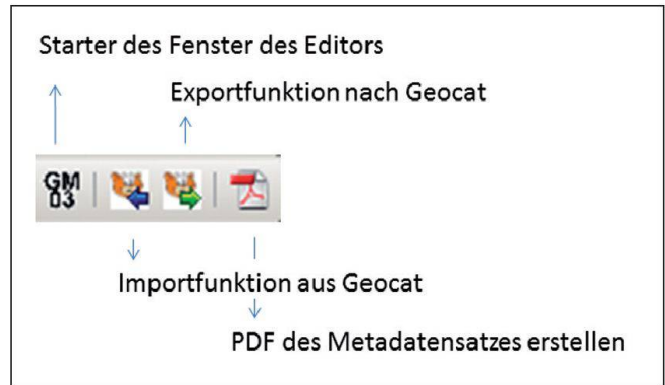 Starter des Fenster des Editors
Exportfunktion nach Geocat
GM
03
Importfunktion aus Geocat
PDF des Metadatensatzes erstellen